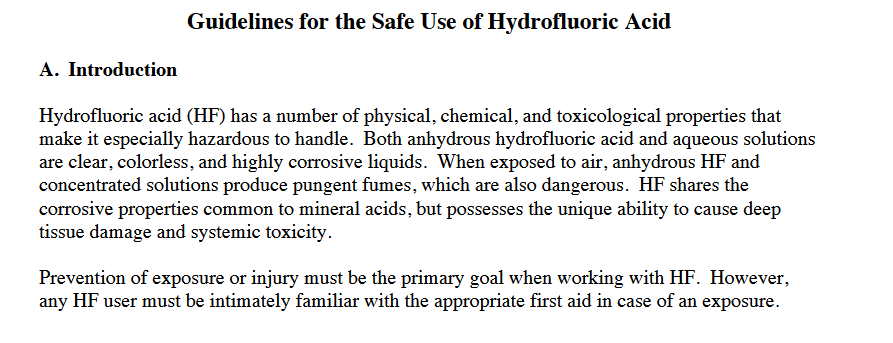 Guidelines for the Safe Use of Hydrofluoric Acid
A. Introduction
Hydrofluoric acid (HF) has a number of physical, chemical, and toxicological properties that
make it especially hazardous to handle. Both anhydrous hydrofluoric acid and aqueous solutions
are clear, colorless, and highly corrosive liquids. When exposed to air, anhydrous HF and
concentrated solutions produce pungent fumes, which are also dangerous. HF shares the
corrosive properties common to mineral acids, but possesses the unique ability to cause deep
tissue damage and systemic toxicity.
Prevention of exposure or injury must be the primary goal when working with HF. However,
any HF user must be intimately familiar with the appropriate first aid in case of an exposure.